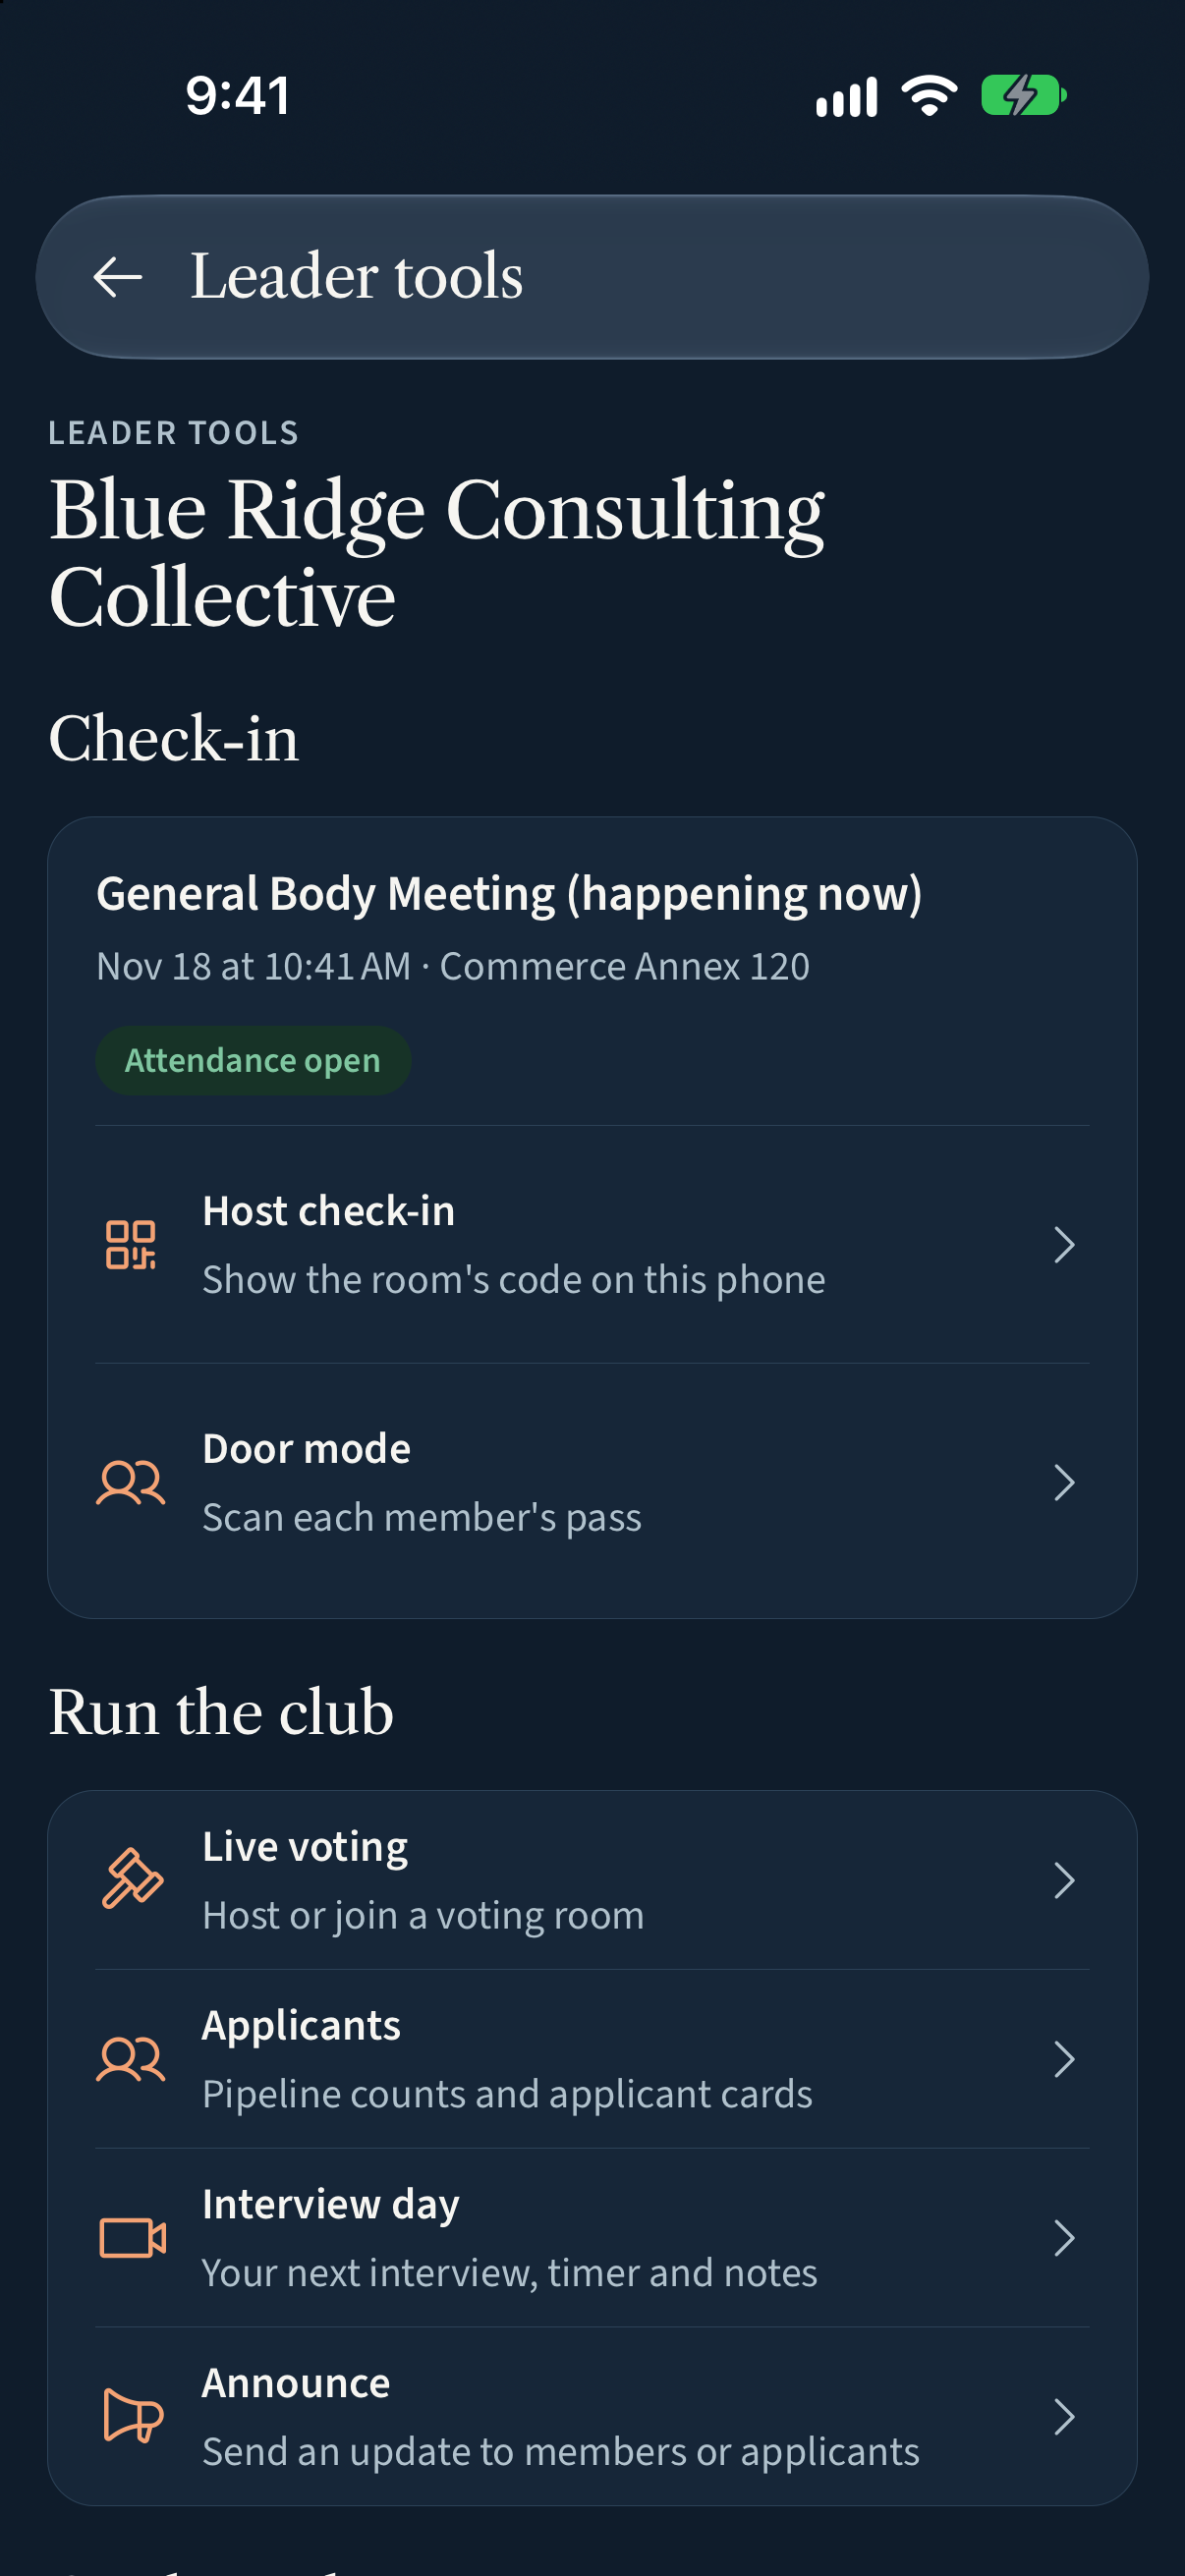 9:41
Leader tools
LEADER TOOLS
Blue Ridge Consulting
Collective
Check-in
General Body Meeting (happening now)
Nov 18 at 10:41 AM · Commerce Annex 120
Attendance open
Host check-in
Show the room's code on this phone
Door mode
Scan each member's pass
Run the club
Live voting
Host or join a voting room
Applicants
Pipeline counts and applicant cards
Interview day
Your next interview, timer and notes
Announce
Send an update to members or applicants